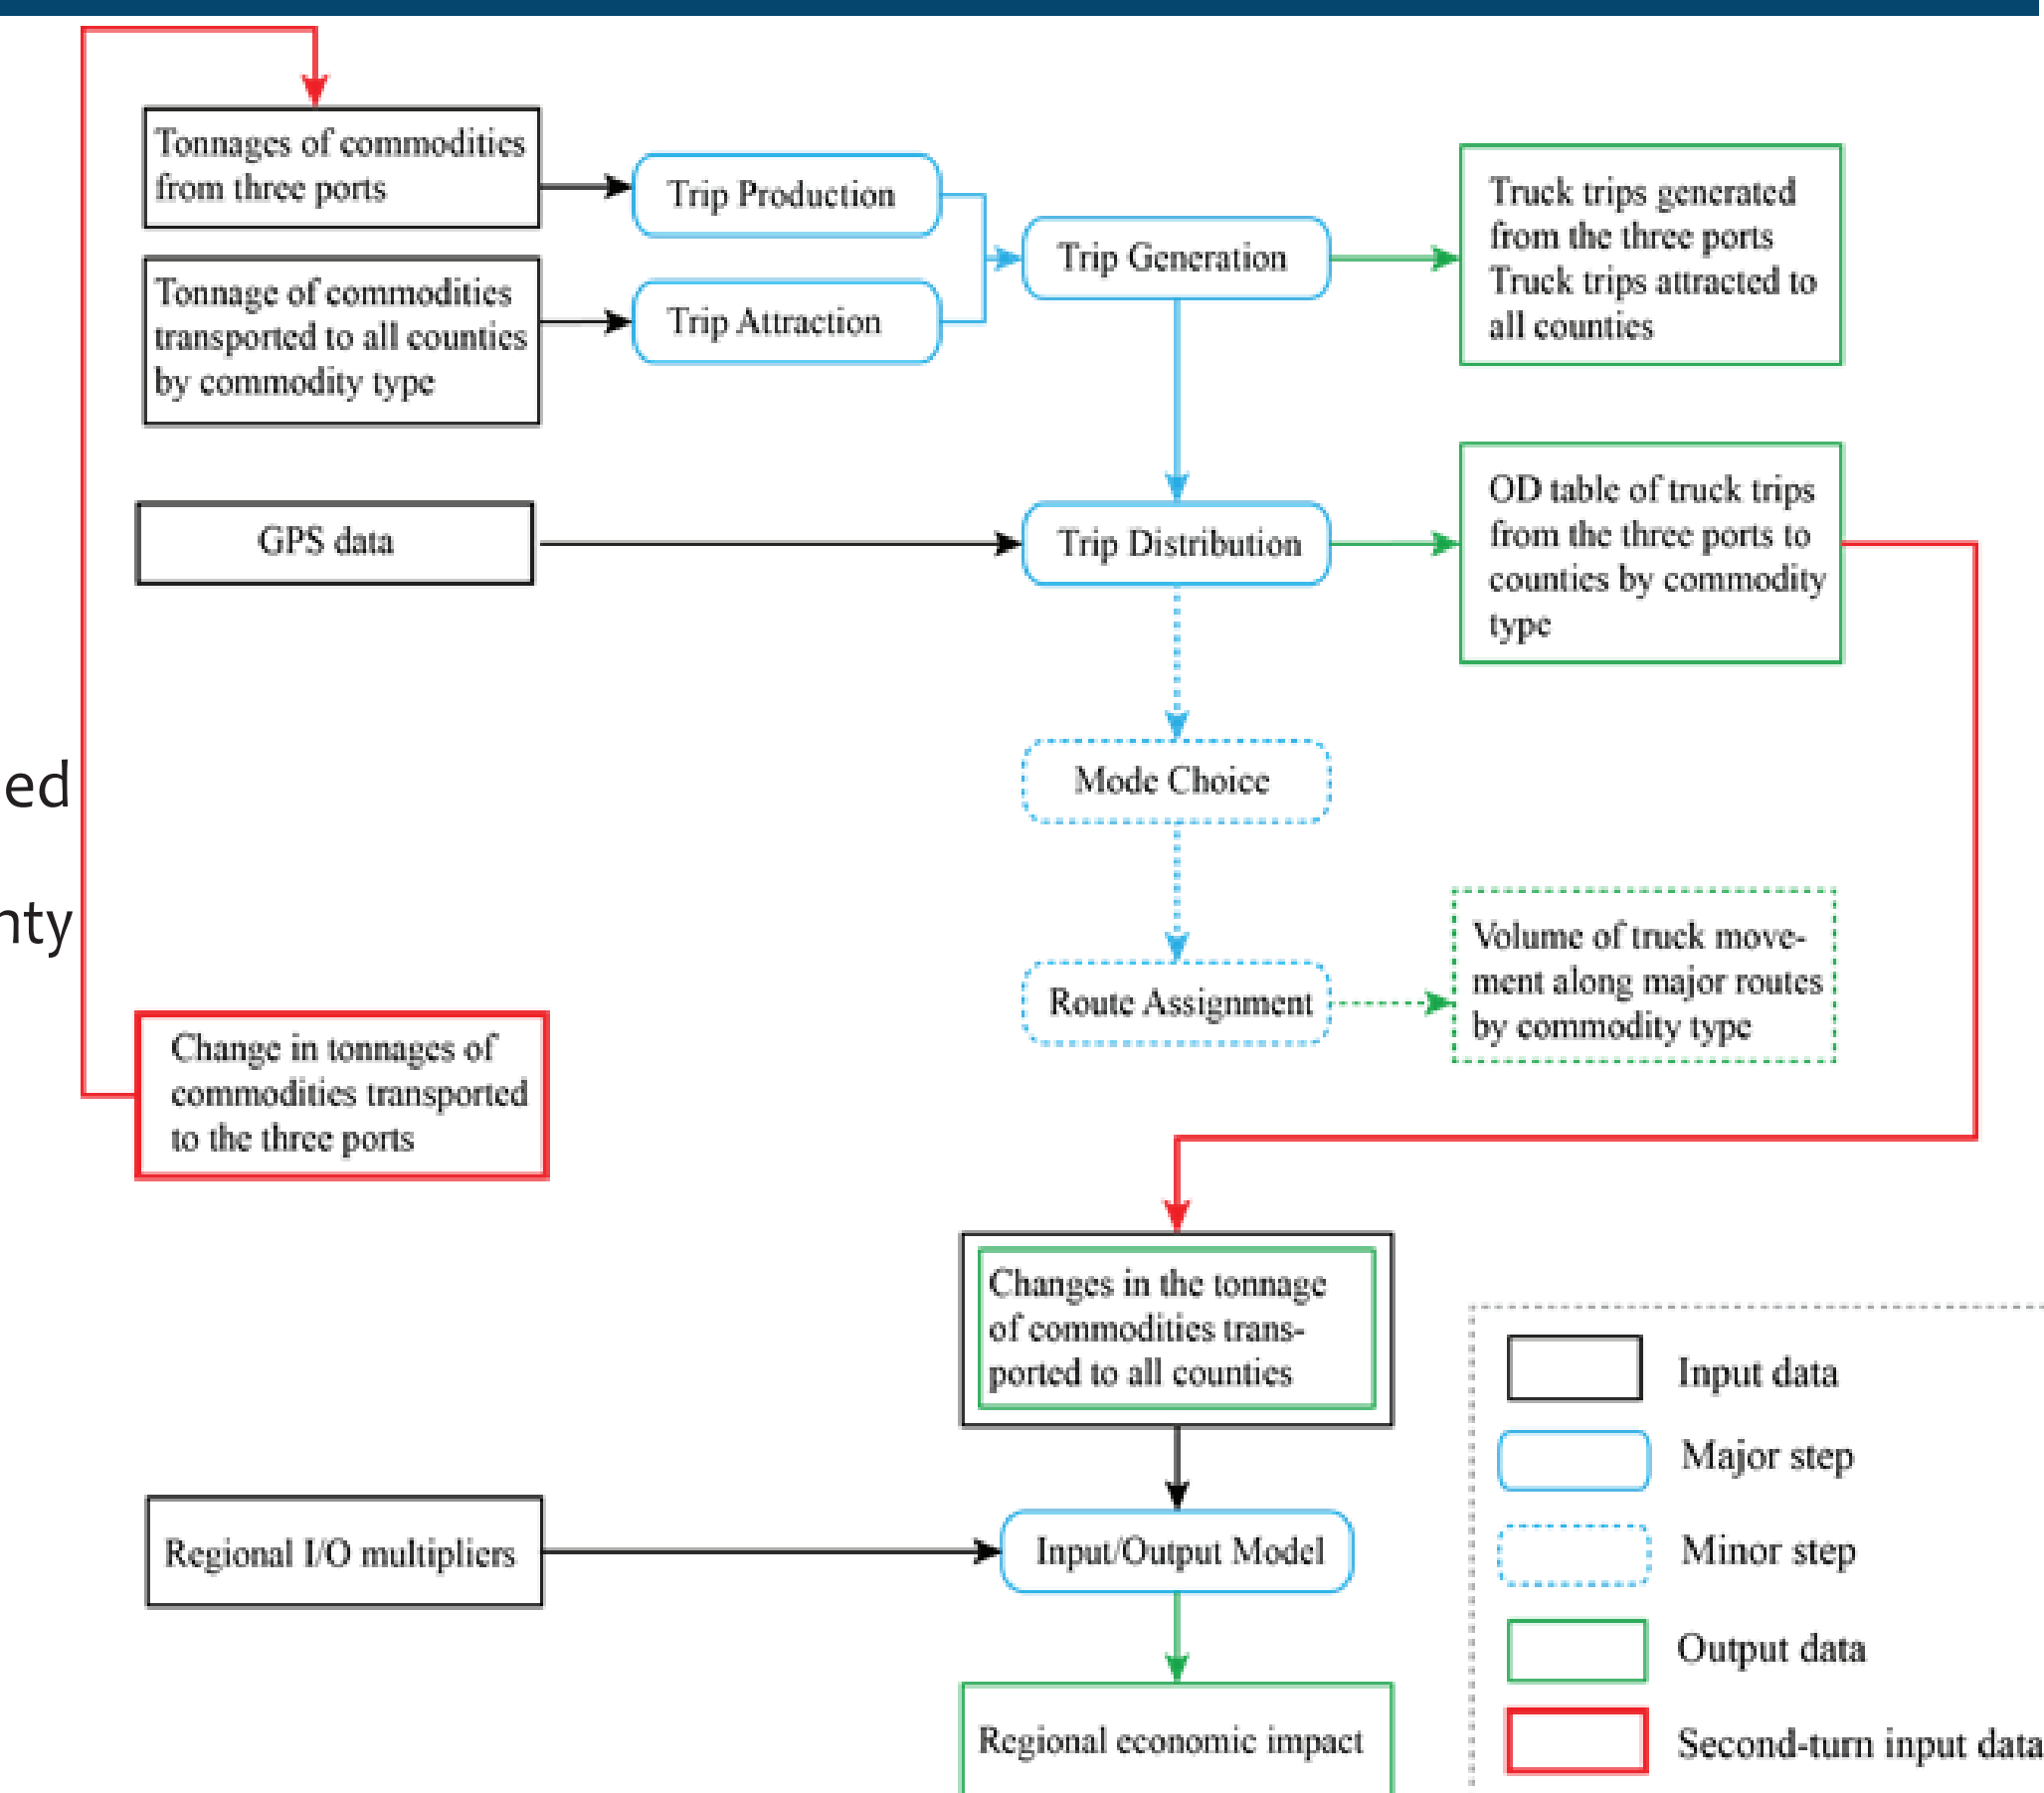 Tonnages of commodities
from three ports
Trip Production
Truck trips generated
from the three ports
Truck trips attracted to
all counties
Trip Generation
Tonnage of commodities
transported to all counties
by commodity type
Trip Attraction
GPS data
Trip Distribution
OD table of truck trips
from the three ports to
counties by commodity
type
Mode Choice
ed
nty
Route Assignment
Volume of truck move-
ment along major routes
by commodity type
Change in tonnages of
commodities transported
to the three ports
Changes in the tonnage
of commodities trans-
ported to all counties
Regional I/O multipliers
Input/Output Model
Regional economic impact
Input data
Major step
Minor step
Output data
Second-turn input data